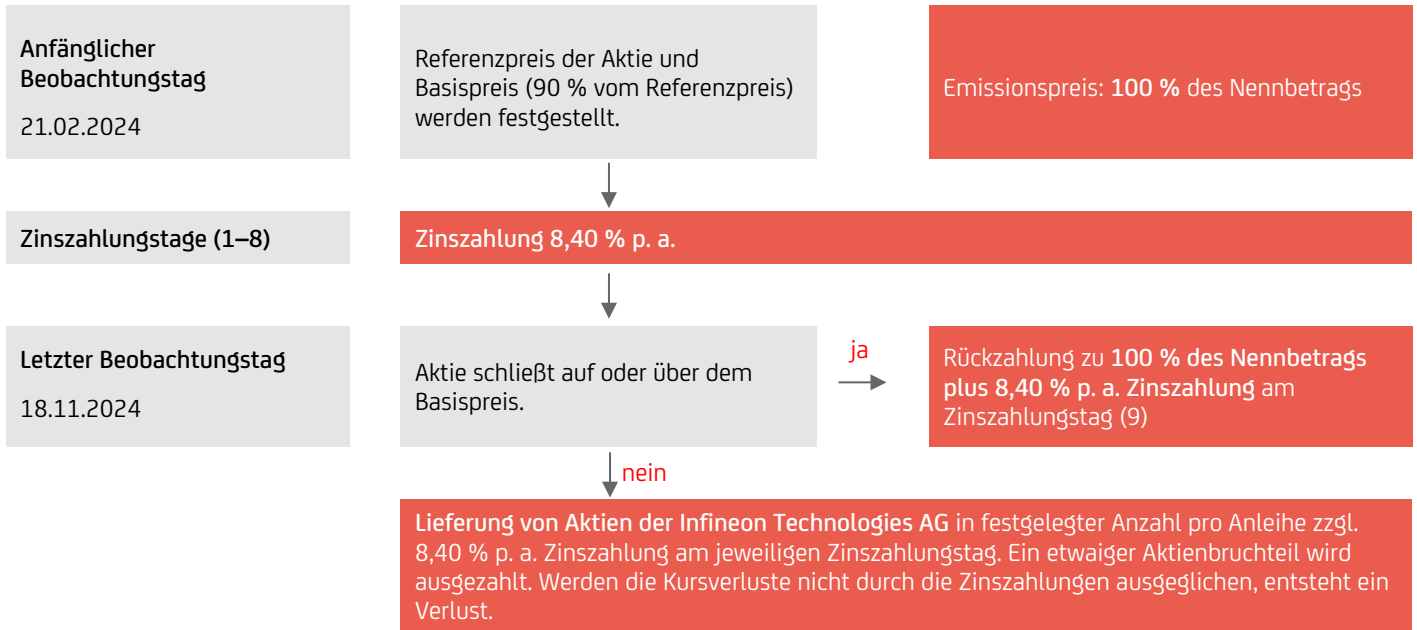 Anfänglicher
Beobachtungstag
21.02.2024
Referenzpreis der Aktie und
Basispreis (90 % vom Referenzpreis)
werden festgestellt.
Emissionspreis: 100 % des Nennbetrags
Zinszahlungstage (1–8)
Zinszahlung 8,40 % p. a.
Letzter Beobachtungstag
18.11.2024
Aktie schließt auf oder über dem
Basispreis.
ja
Rückzahlung zu 100 % des Nennbetrags
plus 8,40 % p. a. Zinszahlung am
Zinszahlungstag (9)
nein
Lieferung von Aktien der Infineon Technologies AG in festgelegter Anzahl pro Anleihe zzgl.
8,40 % p. a. Zinszahlung am jeweiligen Zinszahlungstag. Ein etwaiger Aktienbruchteil wird
ausgezahlt. Werden die Kursverluste nicht durch die Zinszahlungen ausgeglichen, entsteht ein
Verlust.